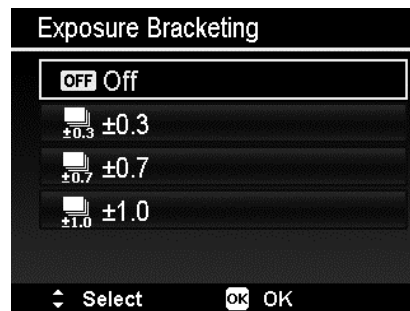 Exposure Bracketing
OFF Off
±0.3 ±0.3
±0.7 ±0.7
±1.0 ±1.0
Select OK OK